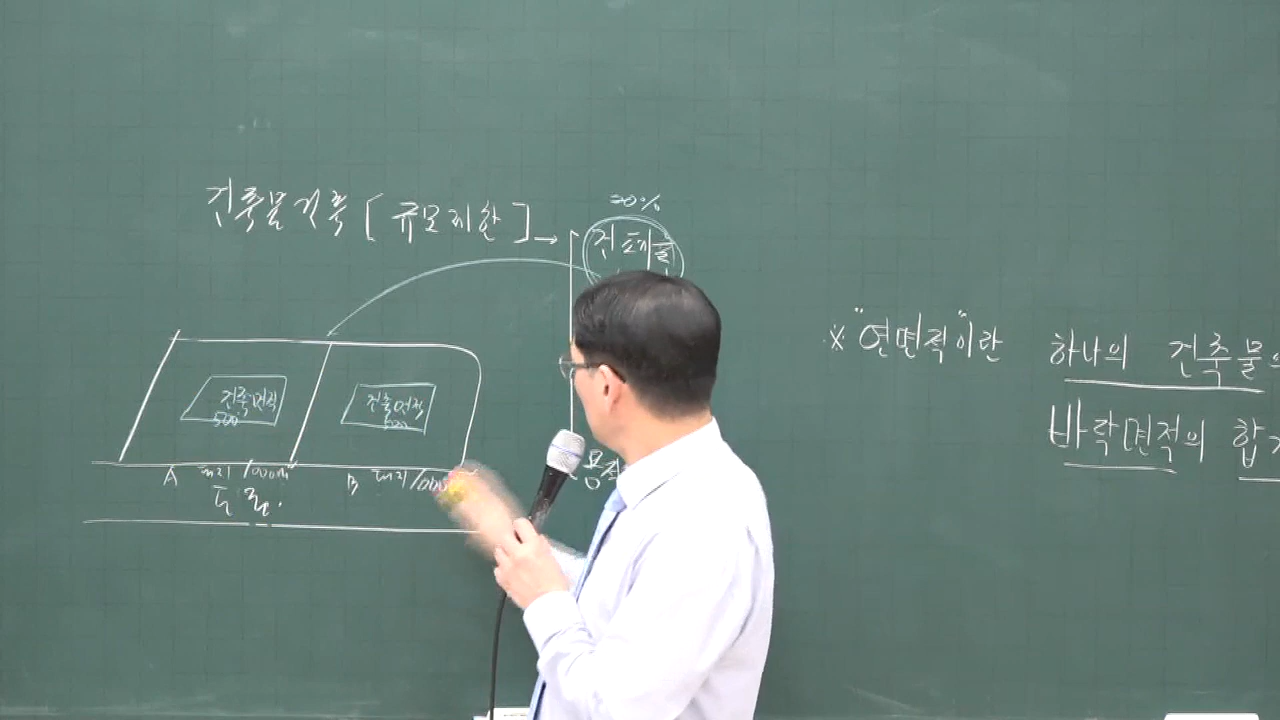 건축물건축 [ 규모제한 ] →
건폐율
※ "연면적"이란 하나의 건축물의
바닥면적의 합
건축면적
500
건축면적
A 대지 1000㎡
B 대지 1000
도로